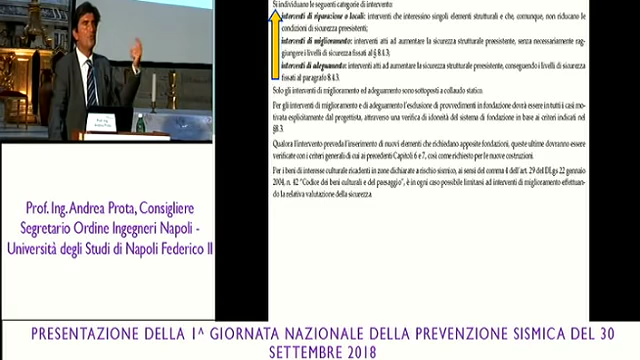 Si individuano le seguenti categorie di intervento:
interventi di riparazione o locali: interventi che interessino singoli elementi strutturali e che, comunque, non riducano le
condizioni di sicurezza preesistenti;
interventi di miglioramento: interventi atti ad aumentare la sicurezza strutturale preesistente, senza necessariamente rag-
giungere i livelli di sicurezza fissati al § 8.4.3;
interventi di adeguamento: interventi atti ad aumentare la sicurezza strutturale preesistente, conseguendo i livelli di sicurezza
fissati al paragrafo 8.4.3.
Solo gli interventi di miglioramento ed adeguamento sono sottoposti a collaudo statico.
Per gli interventi di miglioramento e di adeguamento l'esclusione di provvedimenti in fondazione dovrà essere in tutti i casi mo-
tivata esplicitamente dal progettista, attraverso una verifica di idoneità del sistema di fondazione in base ai criteri indicati nel
§8.3.
Qualora l'intervento preveda l'inserimento di nuovi elementi che richiedano apposite fondazioni, queste ultime dovranno essere
verificate con i criteri generali di cui ai precedenti Capitoli 6 e 7, così come richiesto per le nuove costruzioni.
Per i beni di interesse culturale ricadenti in zone dichiarate a rischio sismico, ai sensi del comma 4 dell'art. 29 del DLgs 22 gennaio
2004, n. 42 "Codice dei beni culturali e del paesaggio", è in ogni caso possibile limitarsi ad interventi di miglioramento effettuan-
do la relativa valutazione della sicurezza.
Prof. Ing. Andrea Prota, Consigliere
Segretario Ordine Ingegneri Napoli -
Università degli Studi di Napoli Federico II
PRESENTAZIONE DELLA 1^ GIORNATA NAZIONALE DELLA PREVENZIONE SISMICA DEL 30
SETTEMBRE 2018